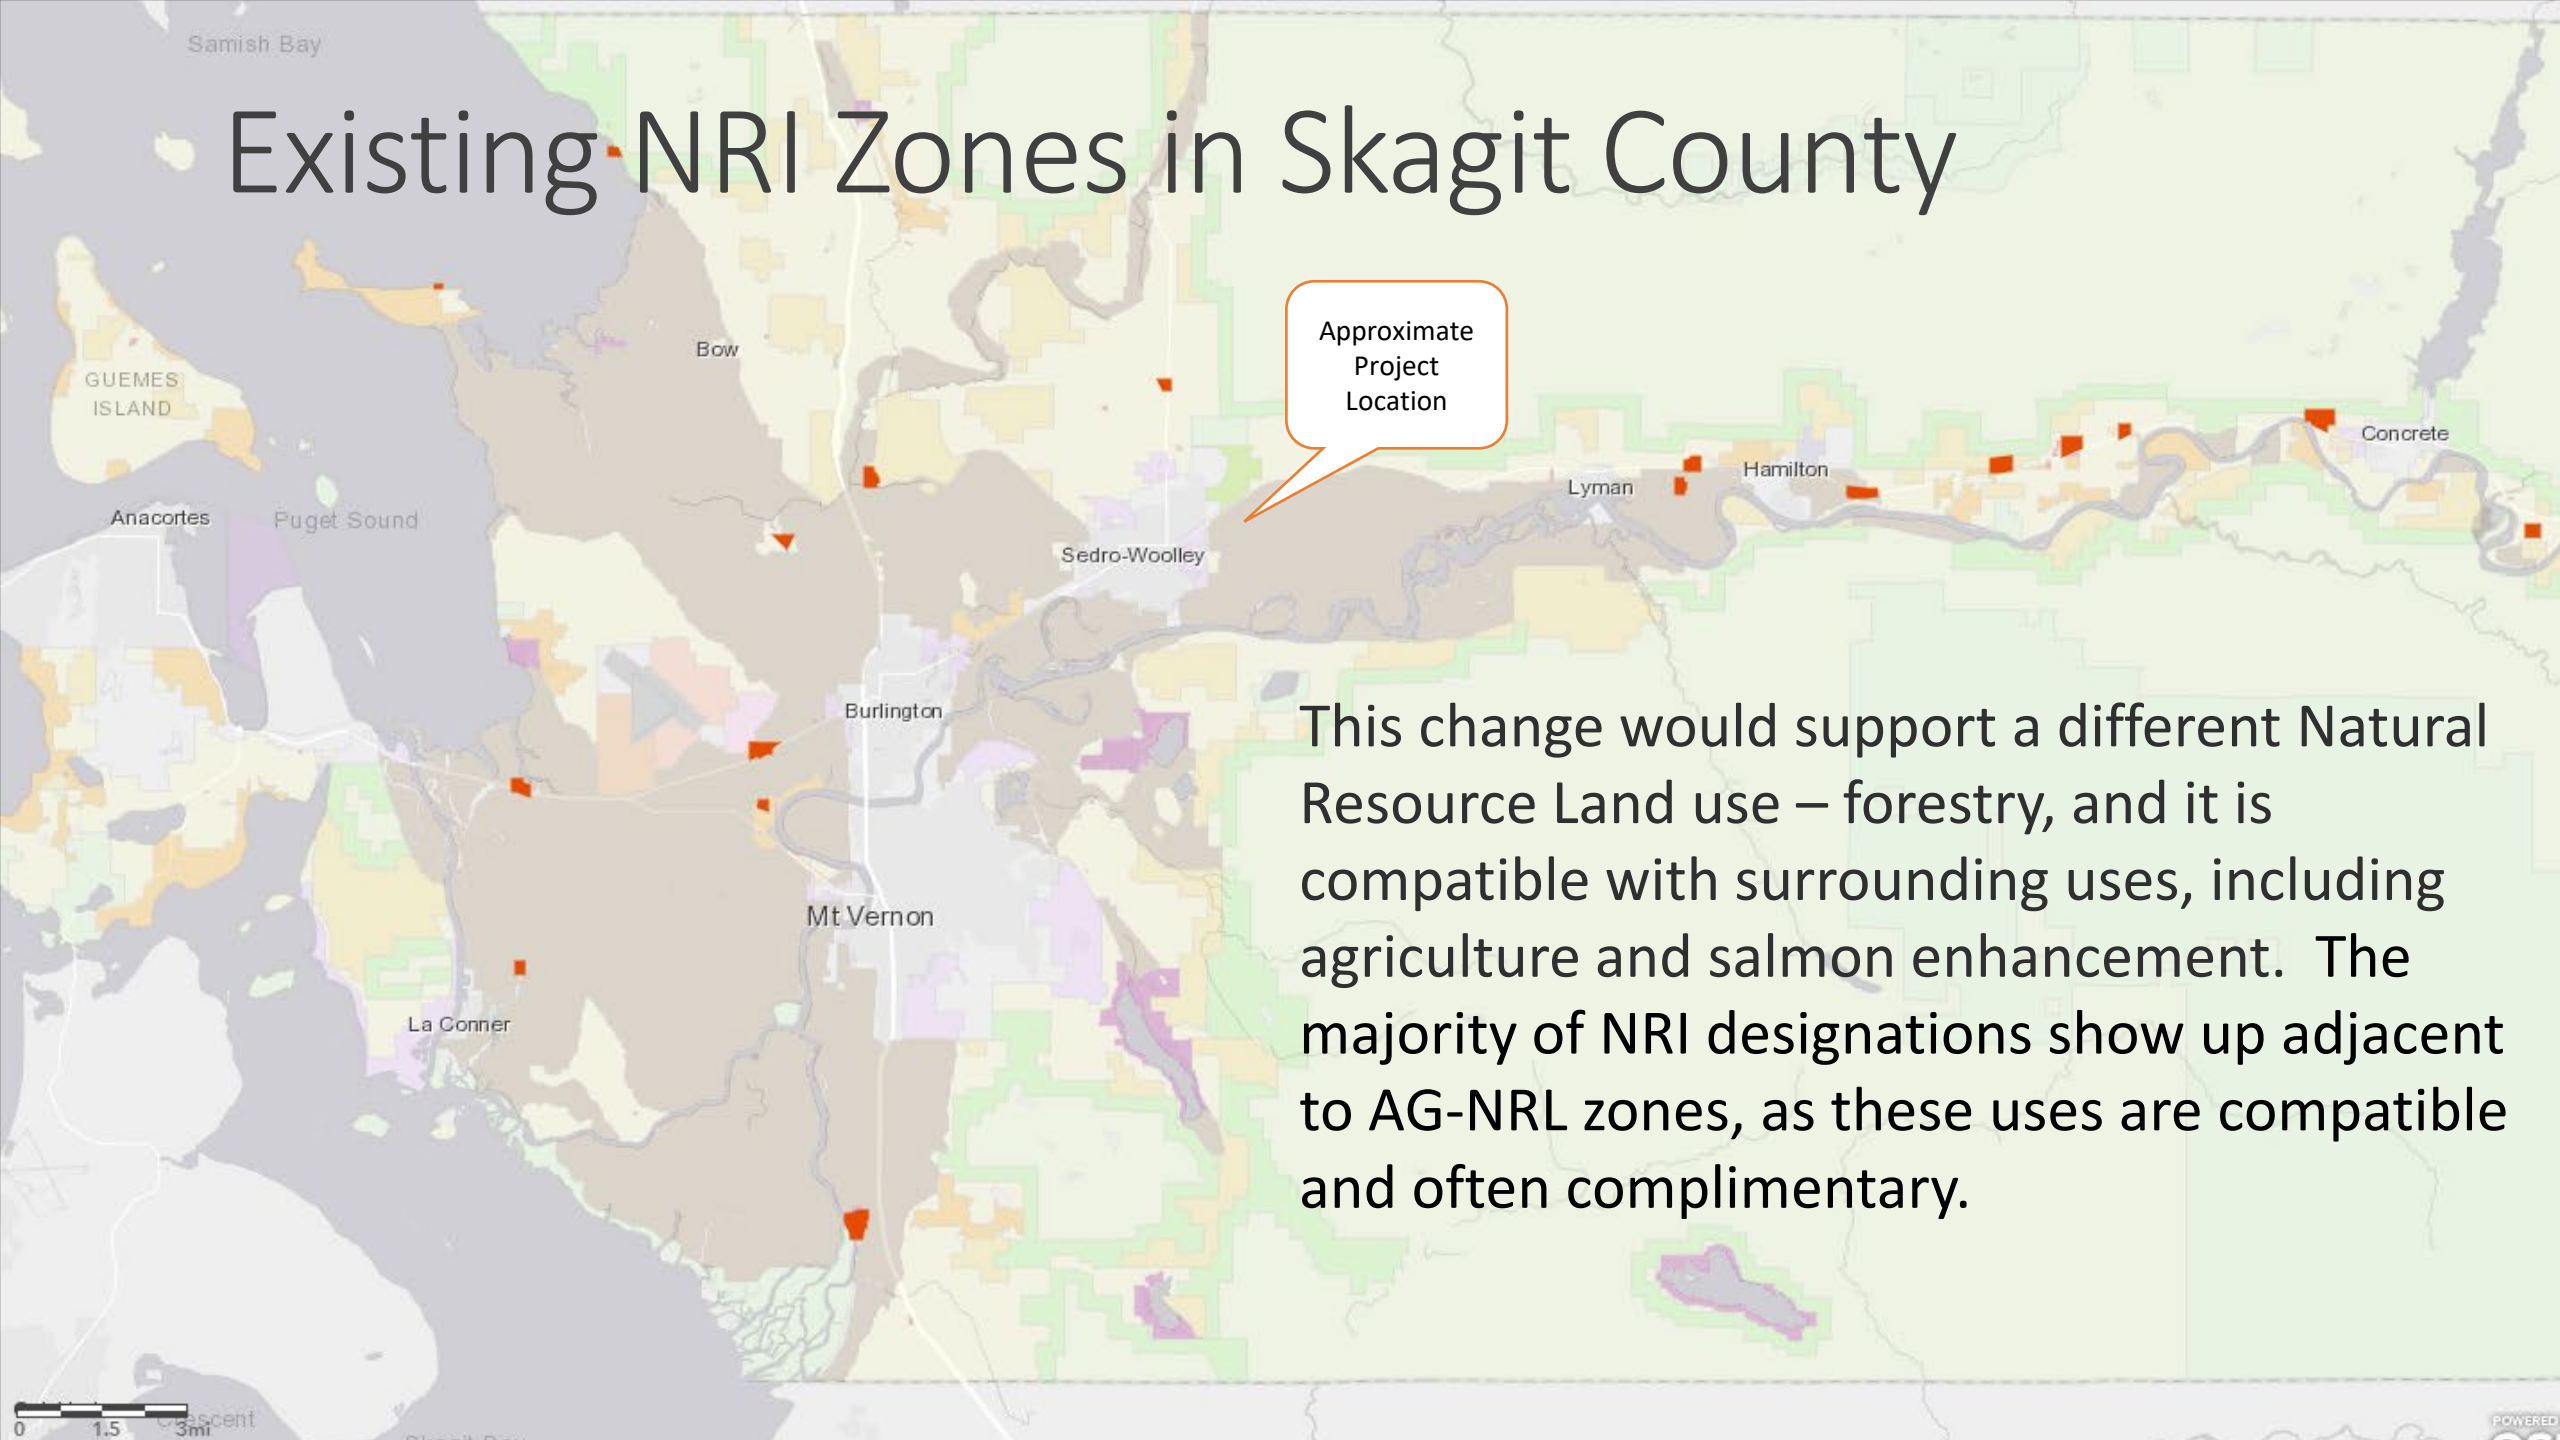 Samish Bay
Existing NRI Zones in Skagit County
Approximate
Project
Location
Bow
GUEMES
ISLAND
Concrete
Hamilton
Lyman
Anacortes
Puget Sound
Sedro-Woolley
Burlington
This change would support a different Natural
Resource Land use – forestry, and it is
compatible with surrounding uses, including
agriculture and salmon enhancement. The
majority of NRI designations show up adjacent
to AG-NRL zones, as these uses are compatible
and often complimentary.
Mt Vernon
La Conner
0 1.5 3mi
POWERED